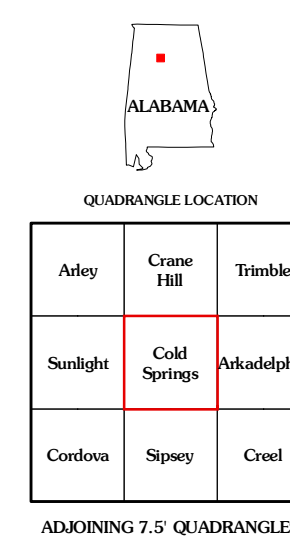 ALABAMA
QUADRANGLE LOCATION
Arley
Crane
Hill
Trimble
Sunlight
Cold
Springs
Arkadelph
Cordova
Sipsey
Creel
ADJOINING 7.5' QUADRANGLE